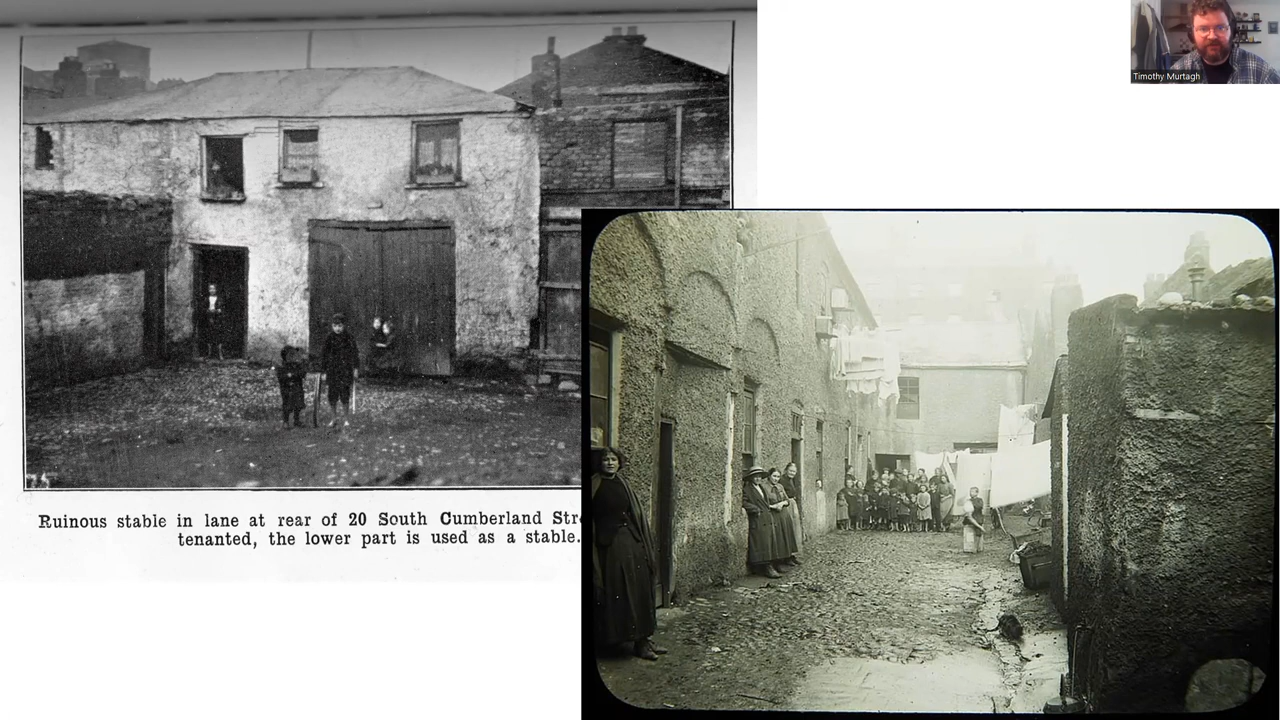 Timothy Murtagh
Ruinous stable in lane at rear of 20 South Cumberland
tenanted, the lower part is used as a stable.